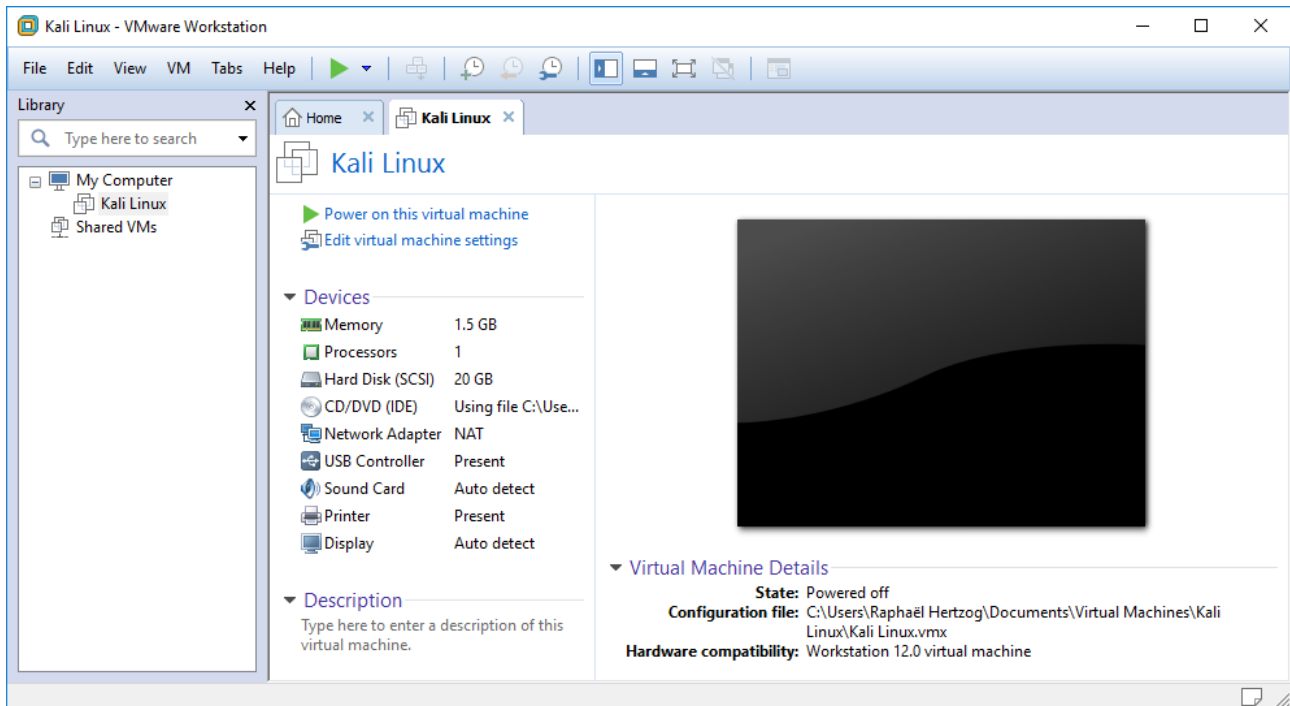 Kali Linux - VMware Workstation
File Edit View VM Tabs Help
Library
Type here to search
My Computer
Kali Linux
Shared VMs
Home
Kali Linux
Kali Linux
Power on this virtual machine
Edit virtual machine settings
Devices
Memory 1.5 GB
Processors 1
Hard Disk (SCSI) 20 GB
CD/DVD (IDE) Using file C:\Use...
Network Adapter NAT
USB Controller Present
Sound Card Auto detect
Printer Present
Display Auto detect
Description
Type here to enter a description of this
virtual machine.
Virtual Machine Details
State: Powered off
Configuration file: C:\Users\Raphaël Hertzog\Documents\Virtual Machines\Kali
Linux\Kali Linux.vmx
Hardware compatibility: Workstation 12.0 virtual machine